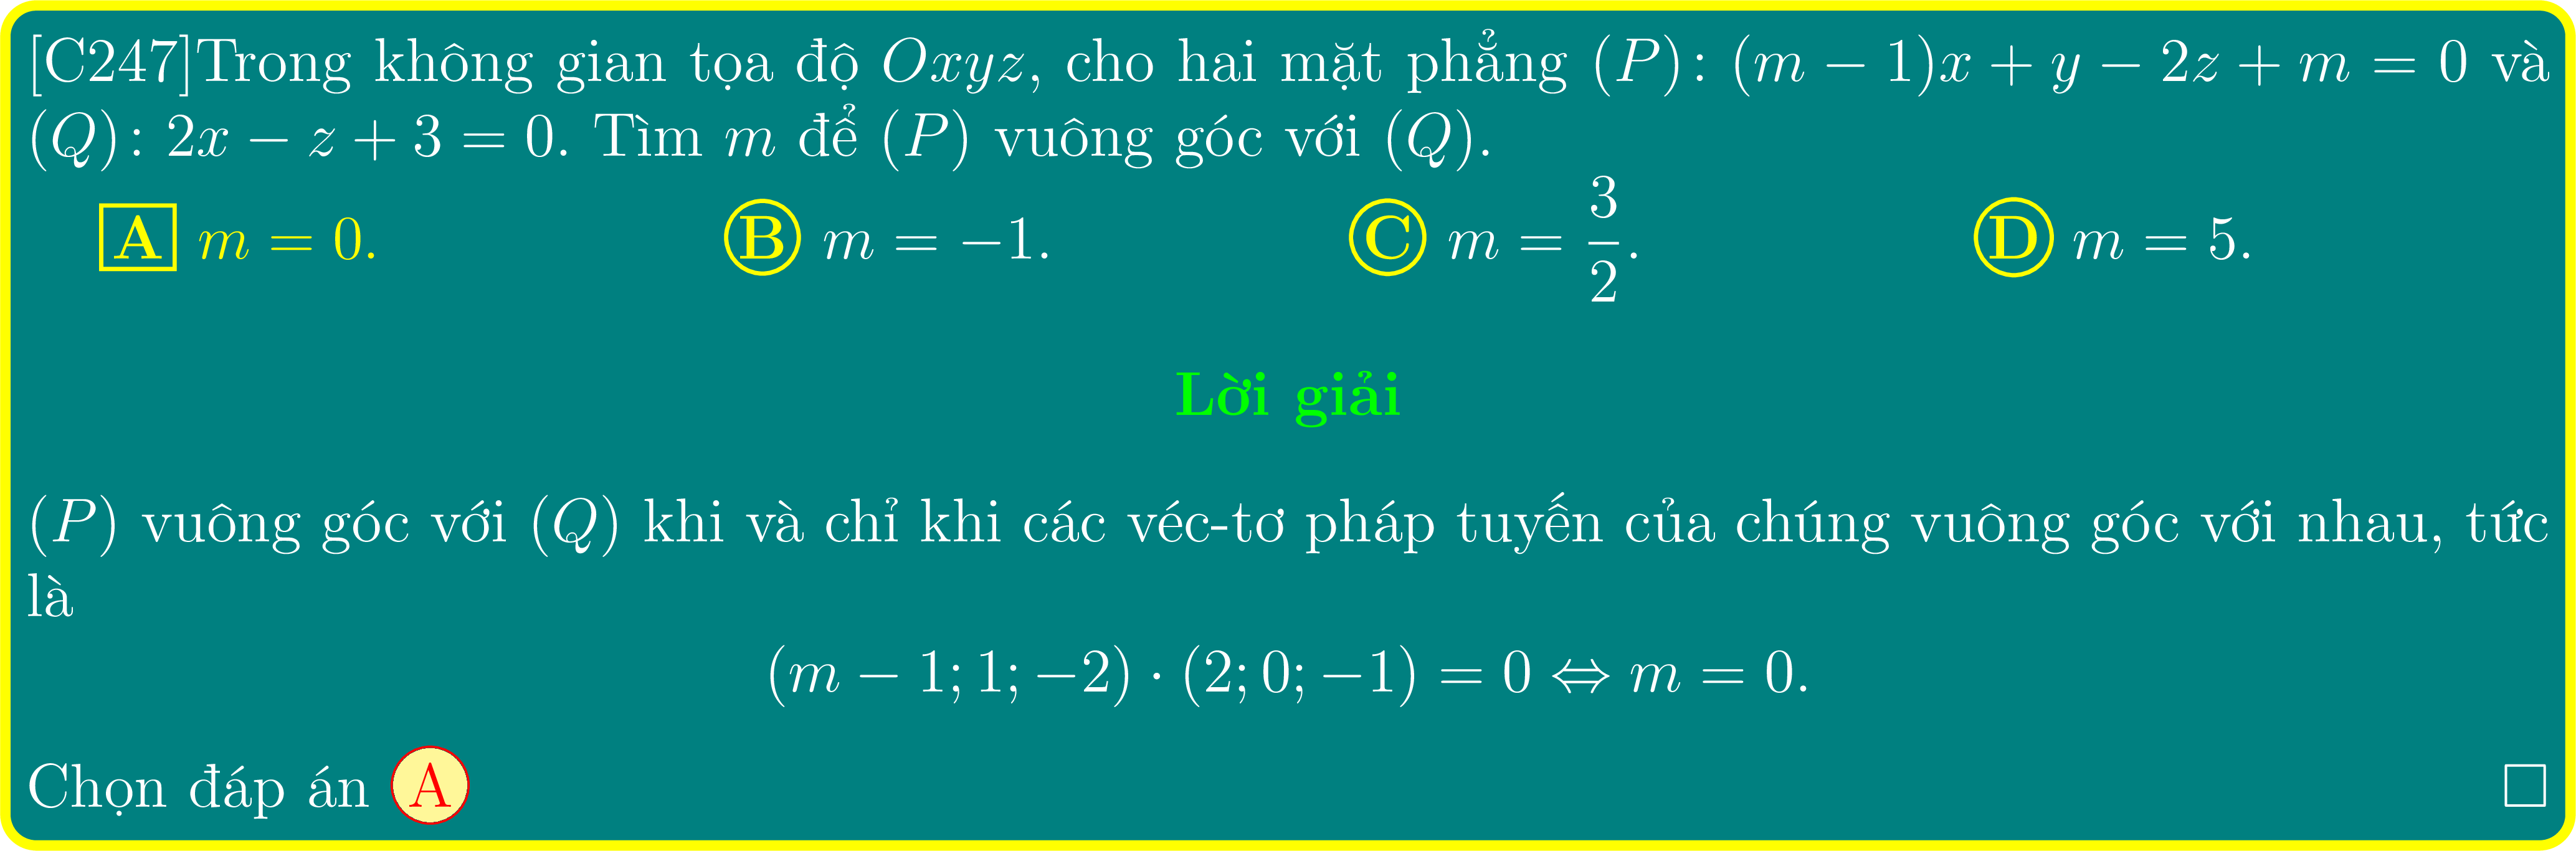 [C247]Trong không gian tọa độ Oxyz, cho hai mặt phẳng (P): (m − 1)x + y − 2z + m = 0 và
(Q): 2x − z + 3 = 0. Tìm m để (P) vuông góc với (Q).
A m = 0. B m = −1. C m = 3/2. D m = 5.
Lời giải
(P) vuông góc với (Q) khi và chỉ khi các véc-tơ pháp tuyến của chúng vuông góc với nhau, tức
là
(m − 1; 1; −2) · (2; 0; −1) = 0 ⇔ m = 0.
Chọn đáp án A □